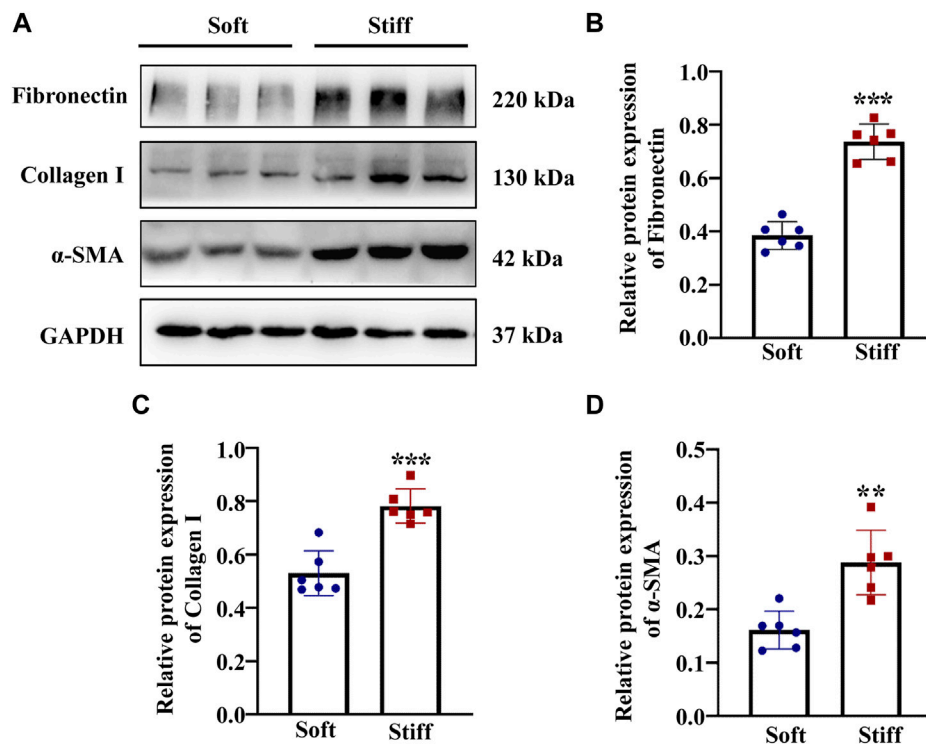 A
Soft Stiff
Fibronectin 220 kDa
Collagen I 130 kDa
α-SMA 42 kDa
GAPDH 37 kDa
B
Relative protein expression
of Fibronectin
1.0
0.8
0.6
0.4
0.2
0.0
***
Soft Stiff
C
Relative protein expression
of Collagen I
1.0
0.8
0.6
0.4
0.2
0.0
***
Soft Stiff
D
Relative protein expression
of α-SMA
0.5
0.4
0.3
0.2
0.1
0.0
**
Soft Stiff